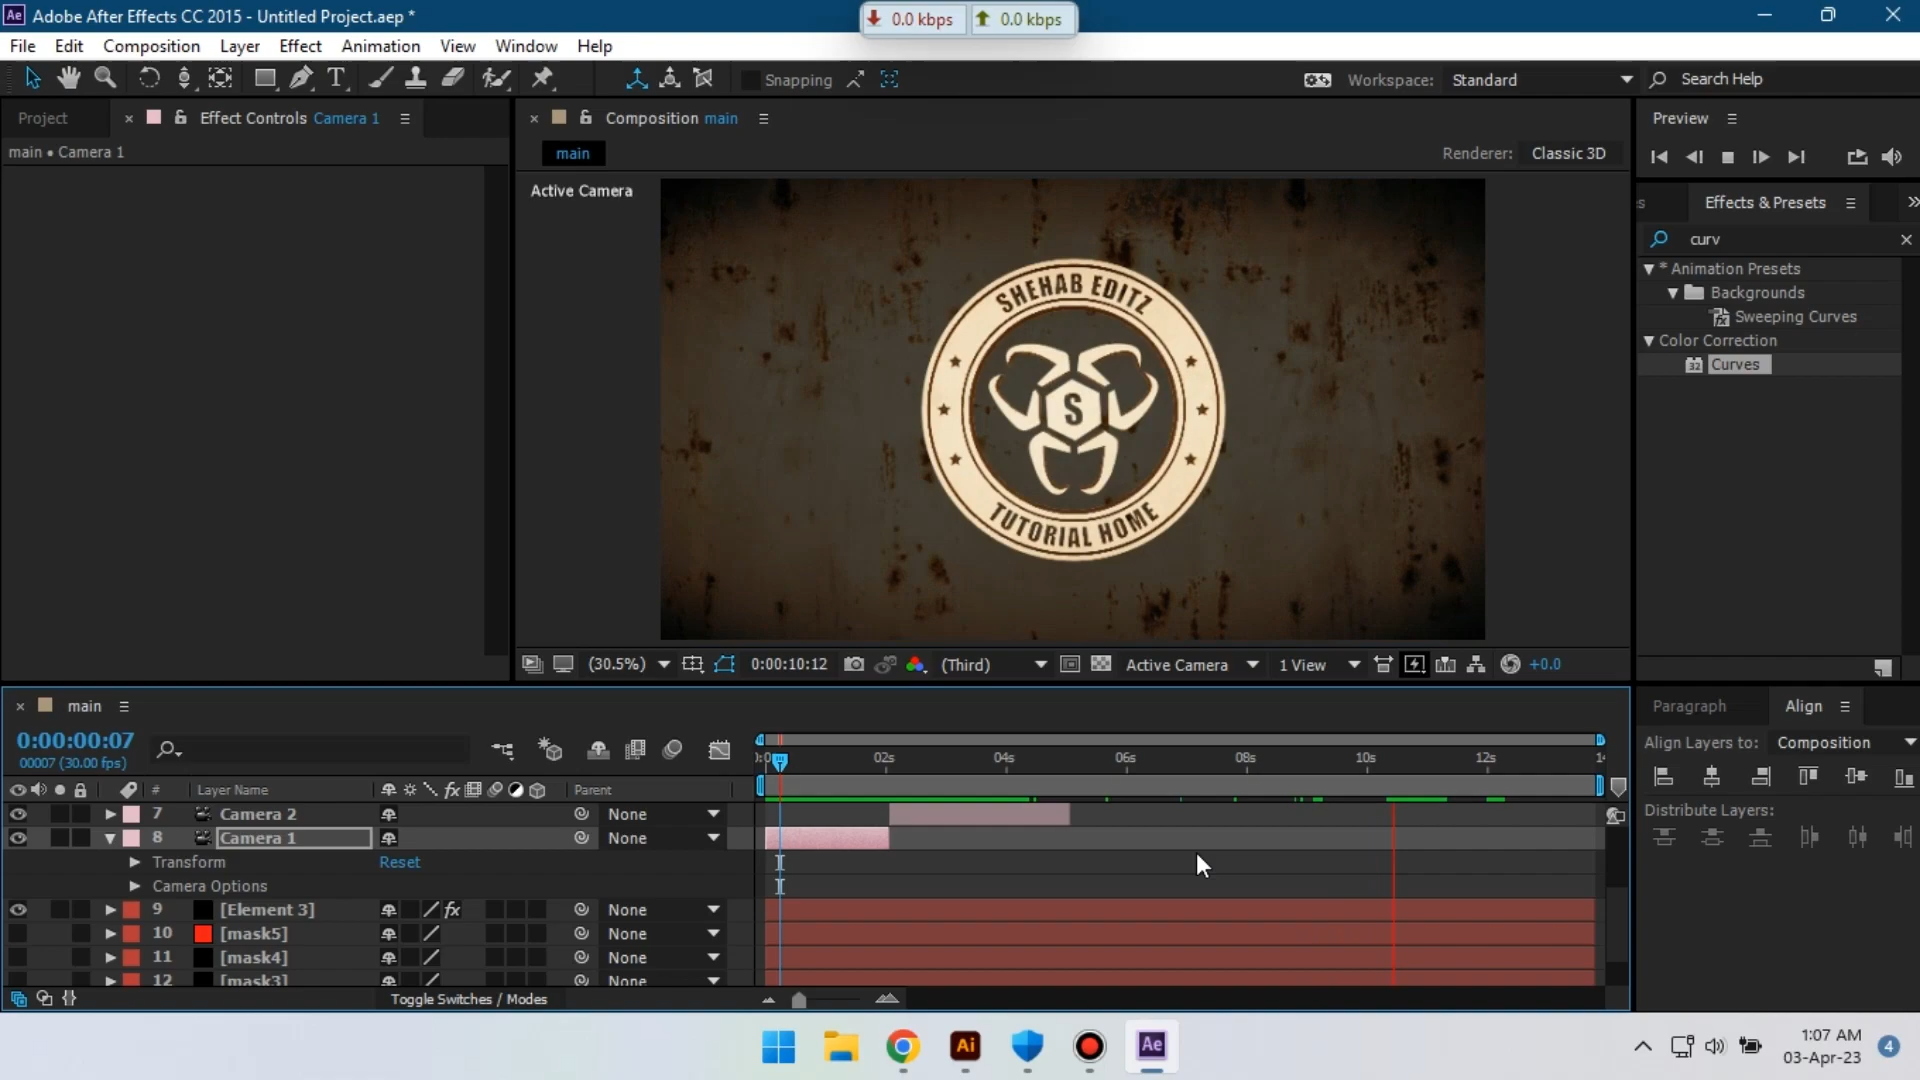 Ae Adobe After Effects CC 2015 - Untitled Project.aep *
0.0 kbps 0.0 kbps
File Edit Composition Layer Effect Animation View Window Help
Snapping
Workspace: Standard
Search Help
Project
Effect Controls Camera 1
main • Camera 1
Composition main
main
Renderer: Classic 3D
Active Camera
SHEHAB EDITZ
S
TUTORIAL HOME
(30.5%) 0:00:10:12 (Third) Active Camera 1 View +0.0
Preview
Effects & Presets
curv
* Animation Presets
Backgrounds
Sweeping Curves
Color Correction
32 Curves
main
0:00:00:07
00007 (30.00 fps)
02s 04s 06s 08s 10s 12s
# Layer Name fx Parent
7 Camera 2 None
8 Camera 1 None
Transform Reset
Camera Options
9 [Element 3] fx None
10 [mask5] None
11 [mask4] None
12 [mask3] None
Toggle Switches / Modes
Paragraph Align
Align Layers to: Composition
Distribute Layers:
Ai Ae
1:07 AM
03-Apr-23
4